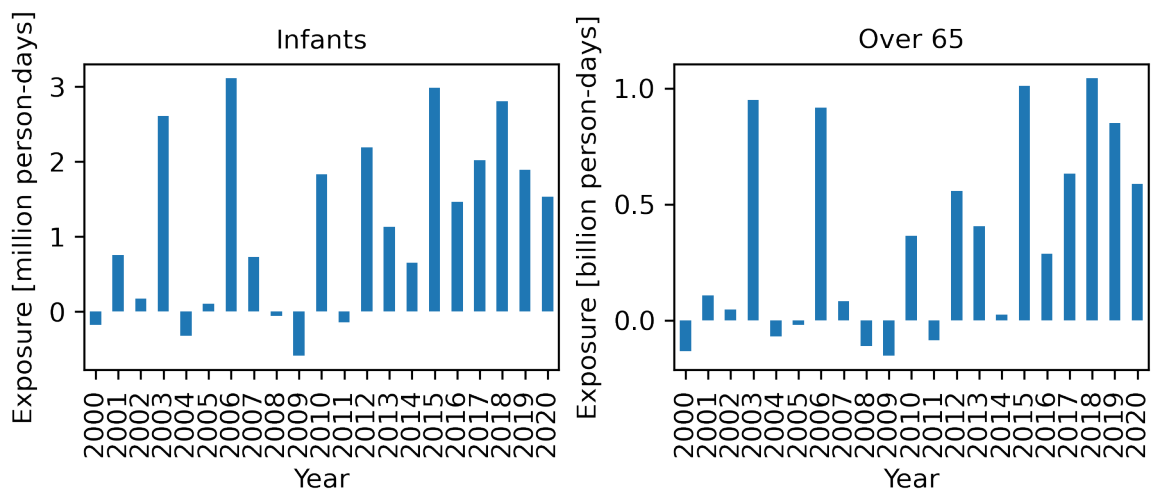 Infants
Exposure [million person-days]
3
2
1
0
2000 2001 2002 2003 2004 2005 2006 2007 2008 2009 2010 2011 2012 2013 2014 2015 2016 2017 2018 2019 2020
Year
Over 65
Exposure [billion person-days]
1.0
0.5
0.0
2000 2001 2002 2003 2004 2005 2006 2007 2008 2009 2010 2011 2012 2013 2014 2015 2016 2017 2018 2019 2020
Year